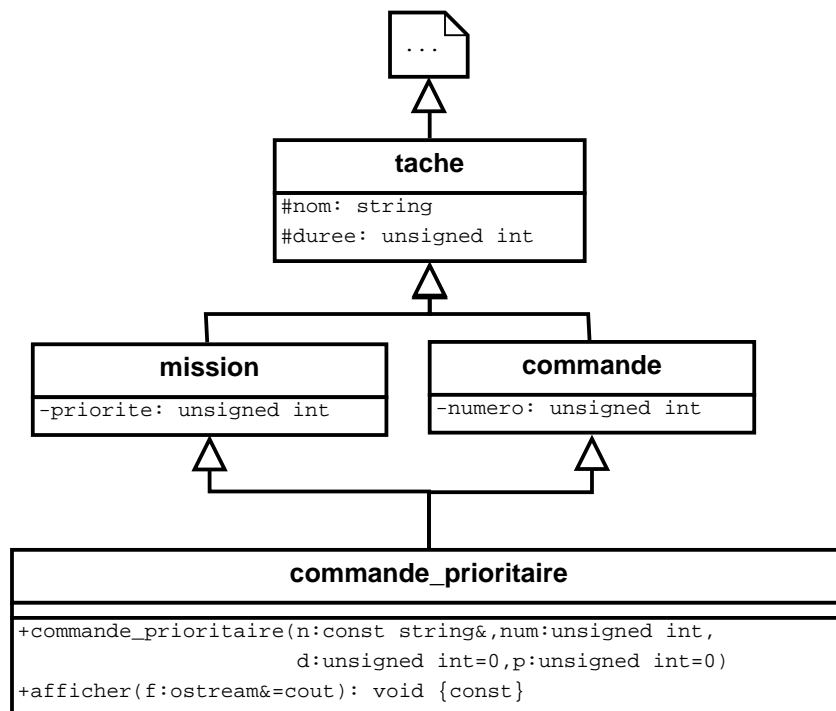 ...
tache
#nom: string
#duree: unsigned int
mission
-priorite: unsigned int
commande
-numero: unsigned int
commande_prioritaire
+commande_prioritaire(n:const string&,num:unsigned int,
d:unsigned int=0,p:unsigned int=0)
+afficher(f:ostream&=cout): void {const}